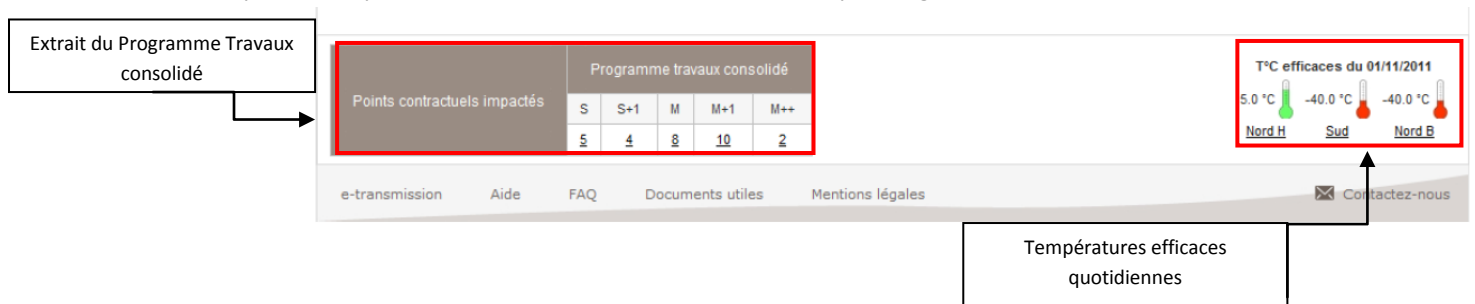 Extrait du Programme Travaux
consolidé
Points contractuels impactés
Programme travaux consolidé
S S+1 M M+1 M++
5 4 8 10 2
T°C efficaces du 01/11/2011
5.0 °C -40.0 °C -40.0 °C
Nord H Sud Nord B
e-transmission Aide FAQ Documents utiles Mentions légales Contactez-nous
Températures efficaces
quotidiennes